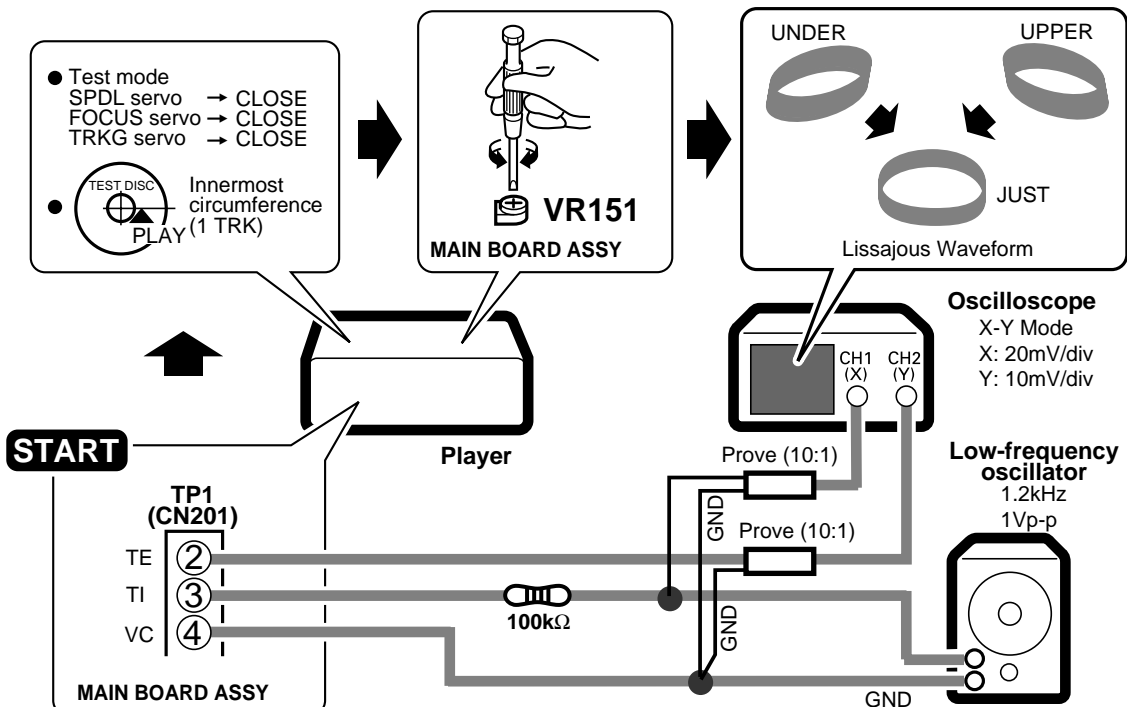 ● Test mode
SPDL servo → CLOSE
FOCUS servo → CLOSE
TRKG servo → CLOSE
●
TEST DISC
PLAY
Innermost
circumference
(1 TRK)
VR151
MAIN BOARD ASSY
UNDER
UPPER
JUST
Lissajous Waveform
Oscilloscope
X-Y Mode
X: 20mV/div
Y: 10mV/div
CH1
(X)
CH2
(Y)
START
Player
Prove (10:1)
GND
Prove (10:1)
GND
Low-frequency
oscillator
1.2kHz
1Vp-p
TP1
(CN201)
TE 2
TI 3
VC 4
100kΩ
MAIN BOARD ASSY
GND